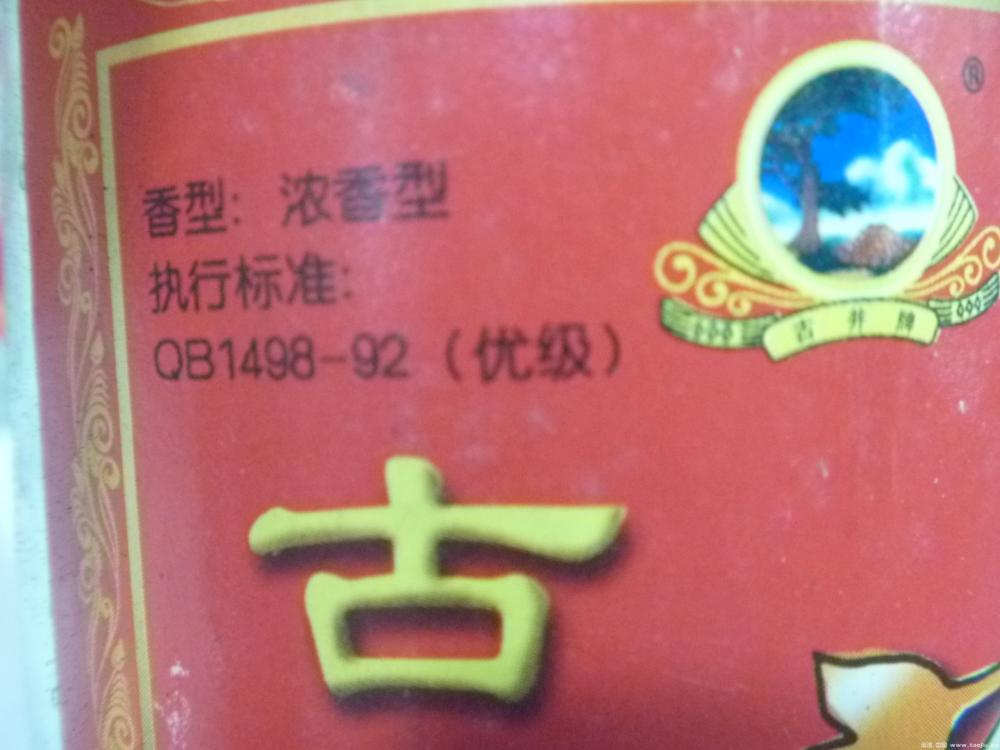 ®
香型：浓香型
执行标准：
QB1498-92（优级）
古井牌
古